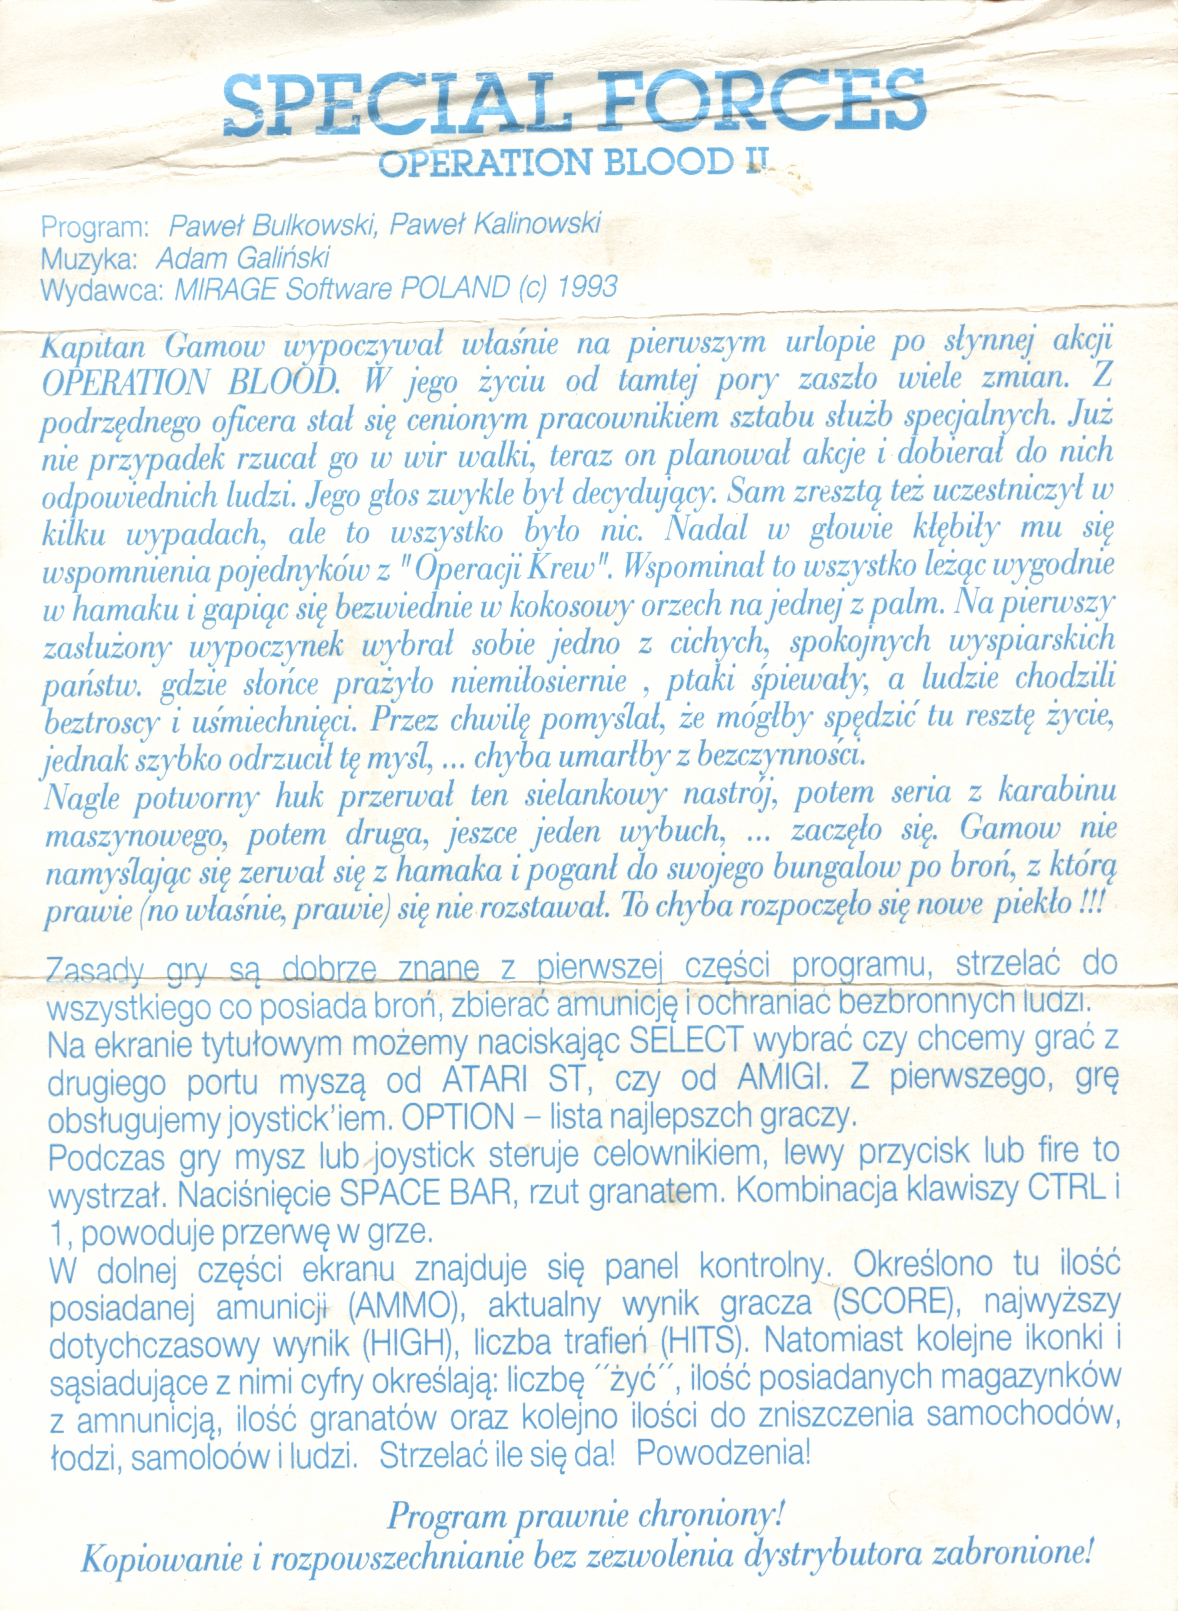 SPECIAL FORCES
OPERATION BLOOD II
Program: Paweł Bulkowski, Paweł Kalinowski
Muzyka: Adam Galiński
Wydawca: MIRAGE Software POLAND (c) 1993
Kapitan Gamow wypoczywał właśnie na pierwszym urlopie po słynnej akcji
OPERATION BLOOD. W jego życiu od tamtej pory zaszło wiele zmian. Z
podrzędnego oficera stał się cenionym pracownikiem sztabu służb specjalnych. Już
nie przypadek rzucał go w wir walki, teraz on planował akcje i dobierał do nich
odpowiednich ludzi. Jego głos zwykle był decydujący. Sam zresztą też uczestniczył w
kilku wypadach, ale to wszystko było nic. Nadal w głowie kłębiły mu się
wspomnienia pojednyków z "Operacji Krew". Wspominał to wszystko leżąc wygodnie
w hamaku i gapiąc się bezwiednie w kokosowy orzech na jednej z palm. Na pierwszy
zasłużony wypoczynek wybrał sobie jedno z cichych, spokojnych wyspiarskich
państw. gdzie słońce prażyło niemiłosiernie , ptaki śpiewały, a ludzie chodzili
beztroscy i uśmiechnięci. Przez chwilę pomyślał, że mógłby spędzić tu resztę życie,
jednak szybko odrzucił tę myśl, ... chyba umarłby z bezczynności.
Nagle potworny huk przerwał ten sielankowy nastrój, potem seria z karabinu
maszynowego, potem druga, jeszce jeden wybuch, ... zaczęło się. Gamow nie
namyślając się zerwał się z hamaka i poganł do swojego bungalow po broń, z którą
prawie (no właśnie, prawie) się nie rozstawał. To chyba rozpoczęło się nowe piekło !!!
Zasady gry są dobrze znane z pierwszej części programu, strzelać do
wszystkiego co posiada broń, zbierać amunicję i ochraniać bezbronnych ludzi.
Na ekranie tytułowym możemy naciskając SELECT wybrać czy chcemy grać z
drugiego portu myszą od ATARI ST, czy od AMIGI. Z pierwszego, grę
obsługujemy joystick'iem. OPTION – lista najlepszch graczy.
Podczas gry mysz lub joystick steruje celownikiem, lewy przycisk lub fire to
wystrzał. Naciśnięcie SPACE BAR, rzut granatem. Kombinacja klawiszy CTRL i
1, powoduje przerwę w grze.
W dolnej części ekranu znajduje się panel kontrolny. Określono tu ilość
posiadanej amunicji (AMMO), aktualny wynik gracza (SCORE), najwyższy
dotychczasowy wynik (HIGH), liczba trafień (HITS). Natomiast kolejne ikonki i
sąsiadujące z nimi cyfry określają: liczbę ″żyć″, ilość posiadanych magazynków
z amnunicją, ilość granatów oraz kolejno ilości do zniszczenia samochodów,
łodzi, samoloów i ludzi. Strzelać ile się da! Powodzenia!
Program prawnie chroniony!
Kopiowanie i rozpowszechnianie bez zezwolenia dystrybutora zabronione!